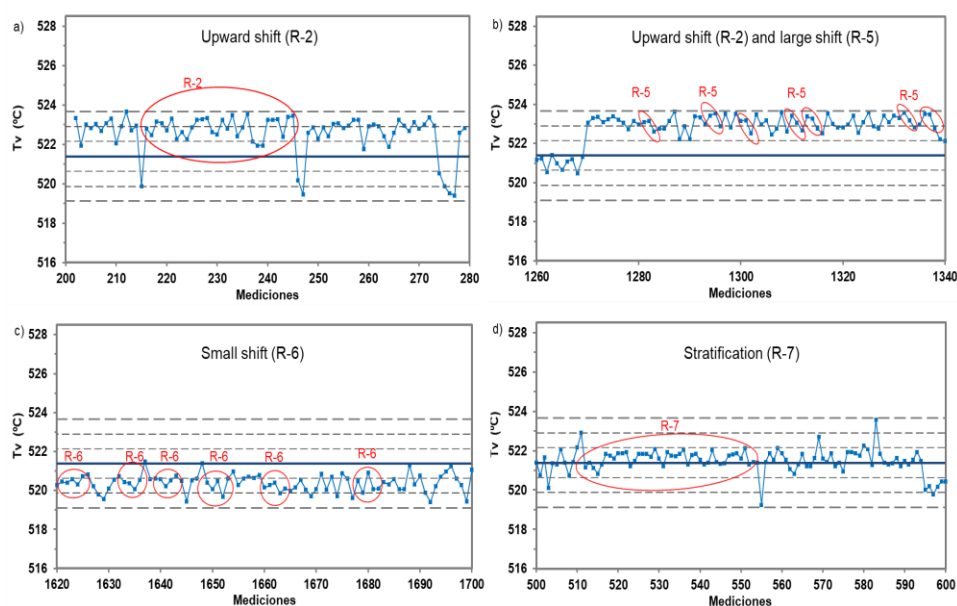 a)
Upward shift (R-2)
R-2
Tv (ºC)
528
526
524
522
520
518
516
200 210 220 230 240 250 260 270 280
Mediciones
b)
Upward shift (R-2) and large shift (R-5)
R-5 R-5 R-5 R-5
Tv (ºC)
528
526
524
522
520
518
516
1260 1280 1300 1320 1340
Mediciones
c)
Small shift (R-6)
R-6 R-6 R-6 R-6 R-6 R-6
Tv (ºC)
528
526
524
522
520
518
516
1620 1630 1640 1650 1660 1670 1680 1690 1700
Mediciones
d)
Stratification (R-7)
R-7
Tv (ºC)
528
526
524
522
520
518
516
500 510 520 530 540 550 560 570 580 590 600
Mediciones